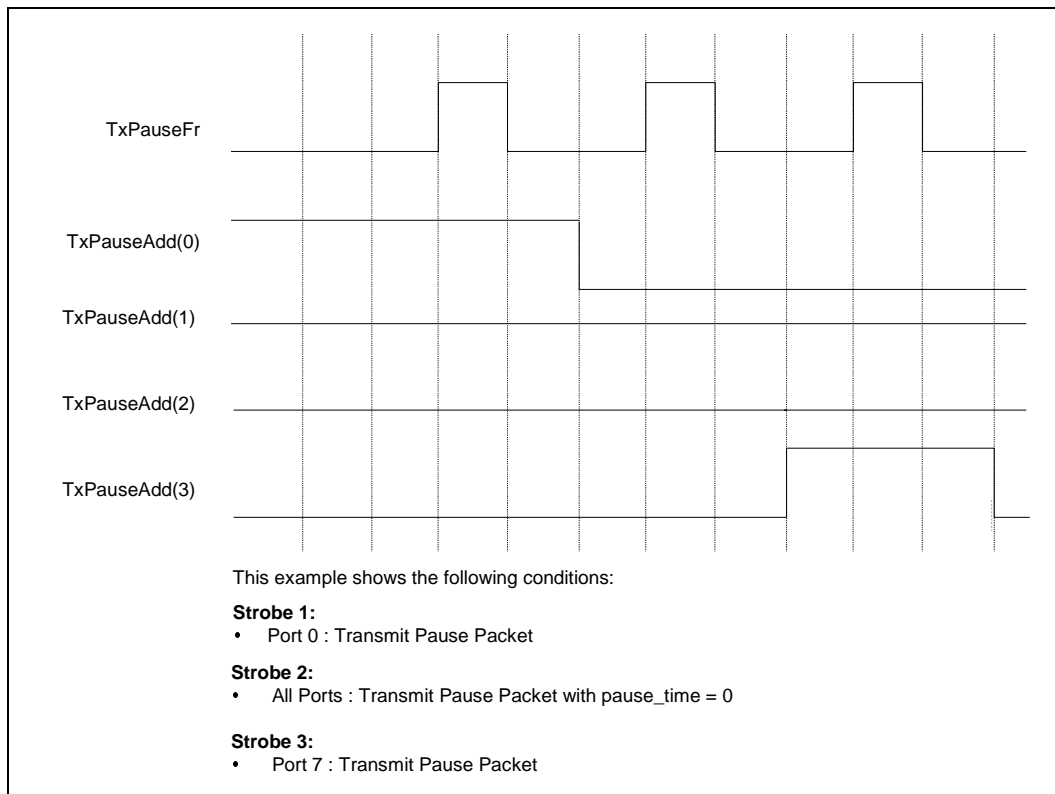 TxPauseFr
TxPauseAdd(0)
TxPauseAdd(1)
TxPauseAdd(2)
TxPauseAdd(3)
This example shows the following conditions:
Strobe 1:
• Port 0 : Transmit Pause Packet
Strobe 2:
• All Ports : Transmit Pause Packet with pause_time = 0
Strobe 3:
• Port 7 : Transmit Pause Packet